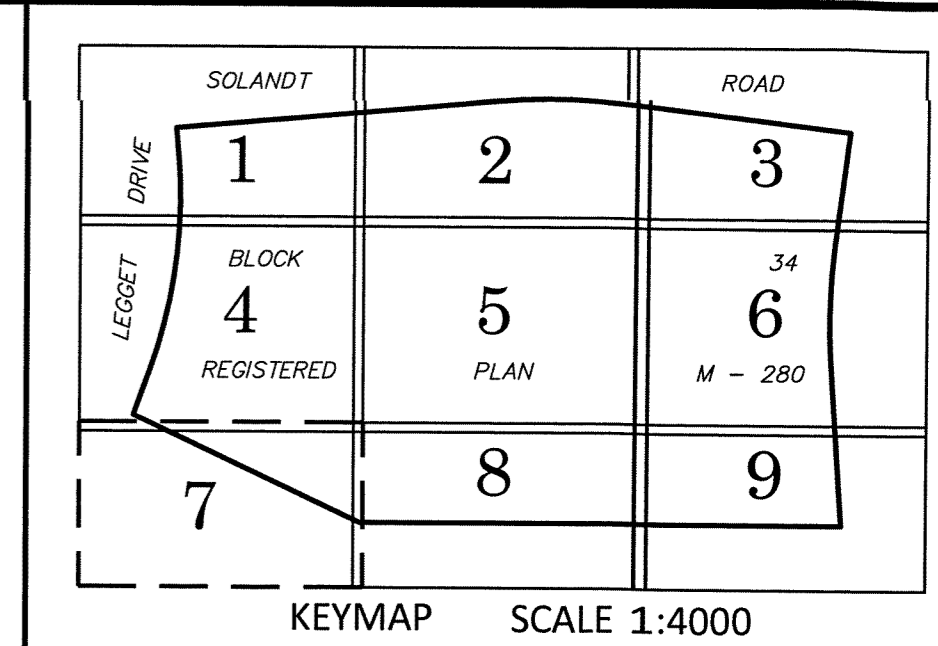 SOLANDT ROAD
DRIVE
1 2 3
LEGGET
BLOCK 34
4 5 6
REGISTERED PLAN M - 280
7 8 9
KEYMAP SCALE 1:4000